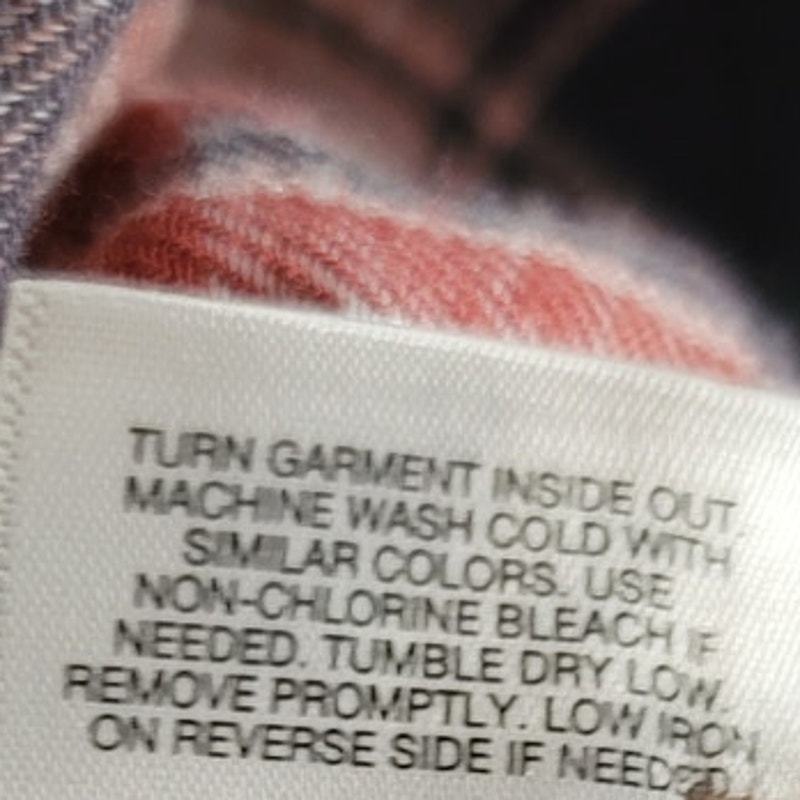 TURN GARMENT INSIDE OUT.
MACHINE WASH COLD WITH
SIMILAR COLORS. USE
NON-CHLORINE BLEACH IF
NEEDED. TUMBLE DRY LOW.
REMOVE PROMPTLY. LOW IRON
ON REVERSE SIDE IF NEEDED.